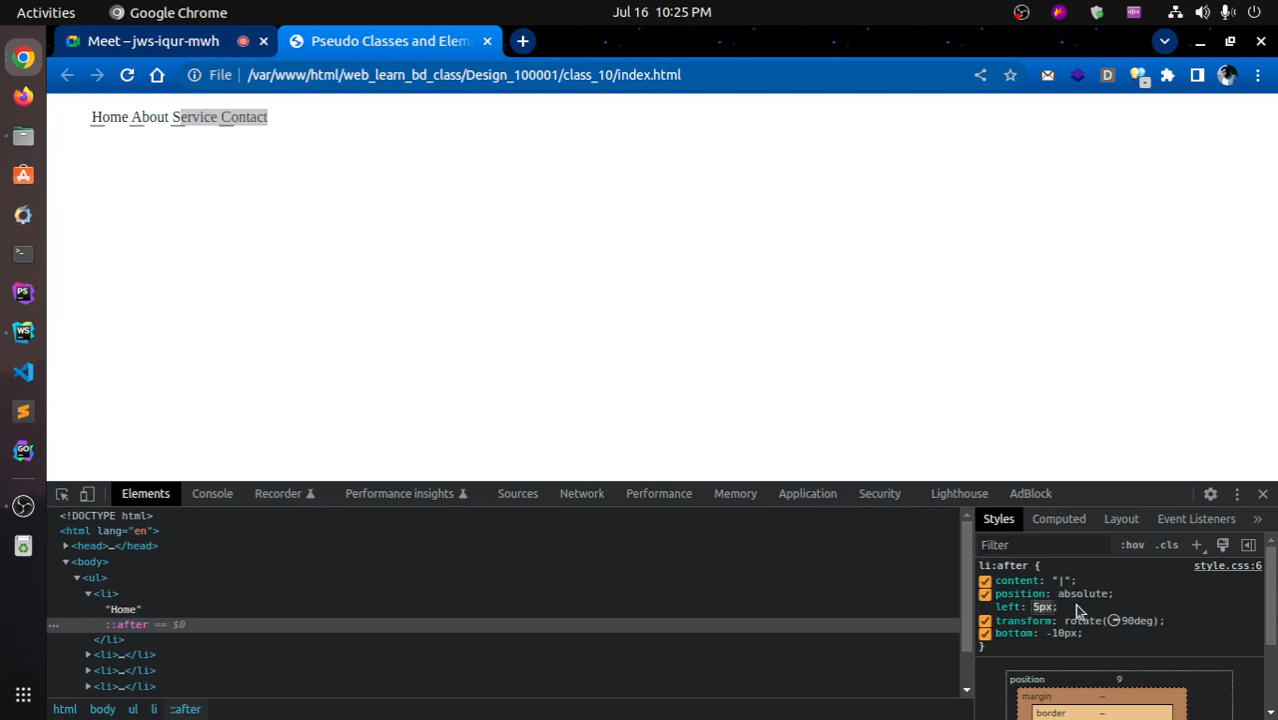 Activities Google Chrome Jul 16 10:25 PM
Meet – jws-iqur-mwh Pseudo Classes and Elem
File /var/www/html/web_learn_bd_class/Design_100001/class_10/index.html
Home About Service Contact
Elements Console Recorder Performance insights Sources Network Performance Memory Application Security Lighthouse AdBlock
<!DOCTYPE html>
<html lang="en">
<head>…</head>
<body>
<ul>
<li>
"Home"
::after == $0
</li>
<li>…</li>
<li>…</li>
<li>…</li>
html body ul li ::after
Styles Computed Layout Event Listeners »
Filter :hov .cls +
li:after { style.css:6
content: "|";
position: absolute;
left: 5px;
transform: rotate(90deg);
bottom: -10px;
}
position 9
margin –
border –